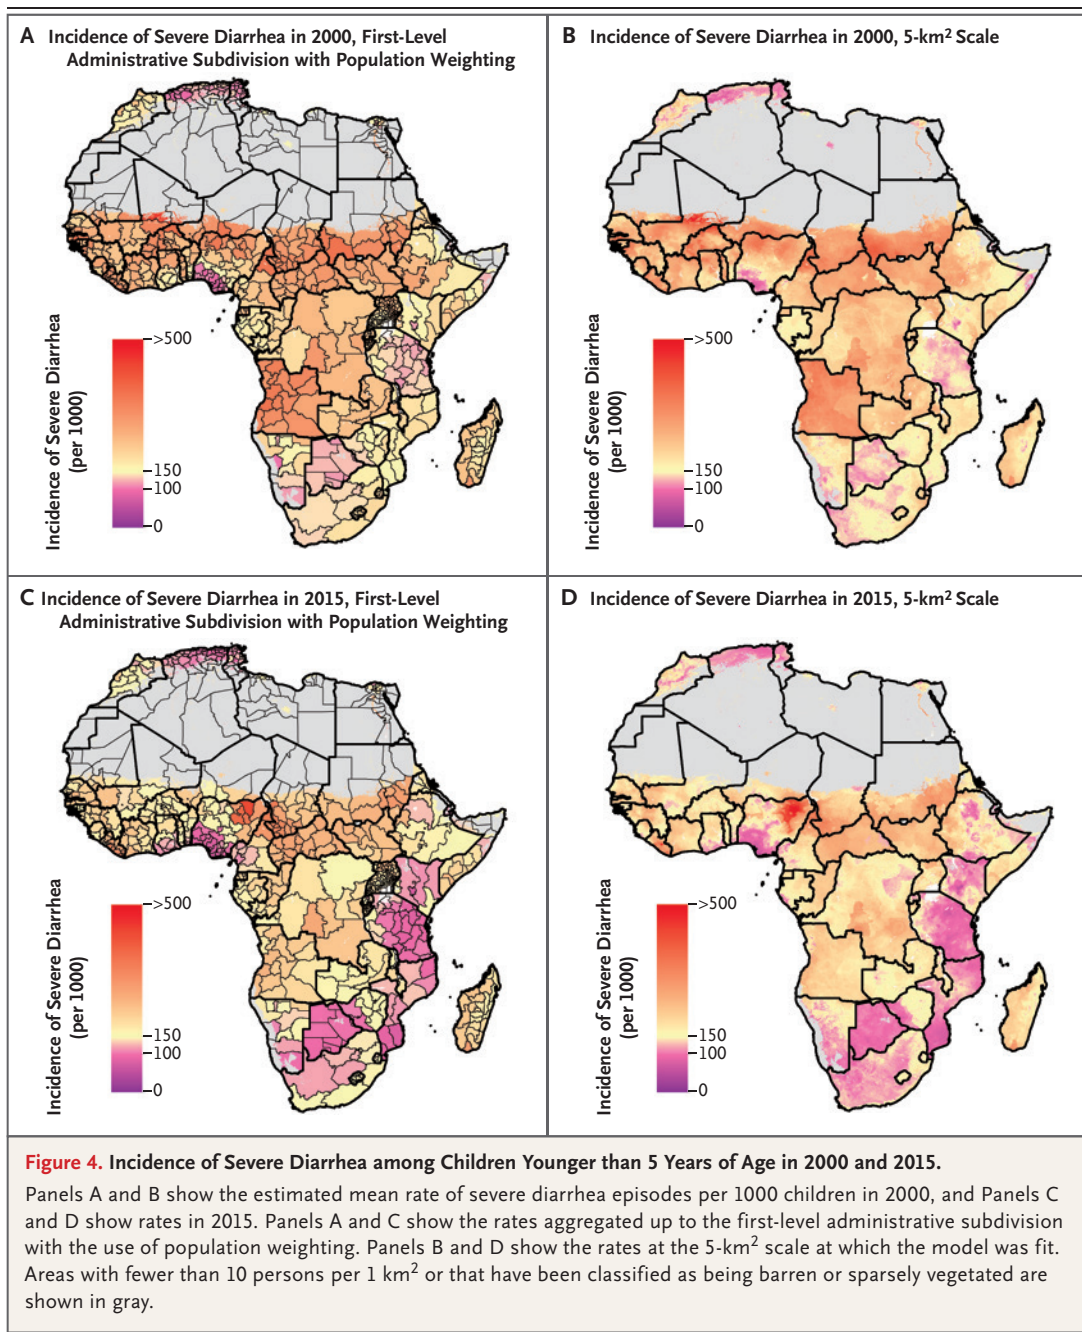 A Incidence of Severe Diarrhea in 2000, First-Level
Administrative Subdivision with Population Weighting
Incidence of Severe Diarrhea
(per 1000)
>500
150
100
0
B Incidence of Severe Diarrhea in 2000, 5-km² Scale
Incidence of Severe Diarrhea
(per 1000)
>500
150
100
0
C Incidence of Severe Diarrhea in 2015, First-Level
Administrative Subdivision with Population Weighting
Incidence of Severe Diarrhea
(per 1000)
>500
150
100
0
D Incidence of Severe Diarrhea in 2015, 5-km² Scale
Incidence of Severe Diarrhea
(per 1000)
>500
150
100
0
Figure 4. Incidence of Severe Diarrhea among Children Younger than 5 Years of Age in 2000 and 2015.
Panels A and B show the estimated mean rate of severe diarrhea episodes per 1000 children in 2000, and Panels C
and D show rates in 2015. Panels A and C show the rates aggregated up to the first-level administrative subdivision
with the use of population weighting. Panels B and D show the rates at the 5-km² scale at which the model was fit.
Areas with fewer than 10 persons per 1 km² or that have been classified as being barren or sparsely vegetated are
shown in gray.